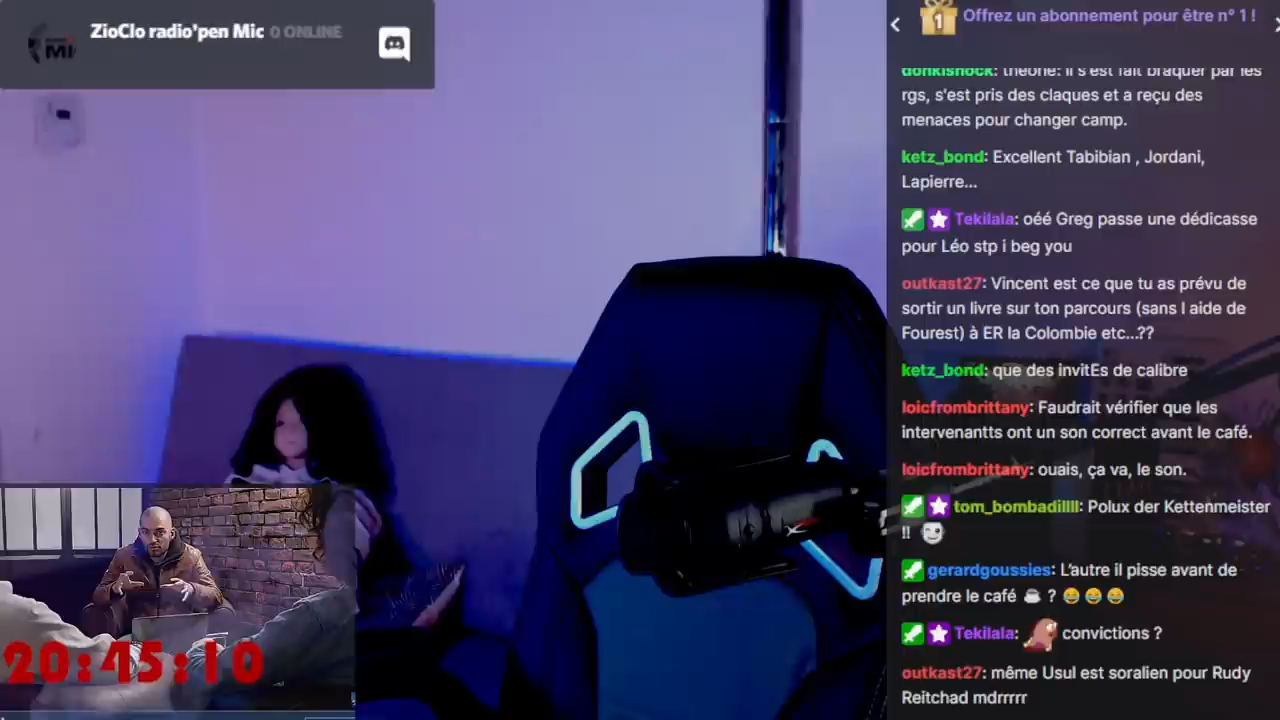 ZioClo radio'pen Mic 0 ONLINE
MI
20:45:10
1 Offrez un abonnement pour être n° 1 !
donkishock: théorie: il s'est fait braquer par les
rgs, s'est pris des claques et a reçu des
menaces pour changer camp.
ketz_bond: Excellent Tabibian , Jordani,
Lapierre...
Tekilala: oéé Greg passe une dédicasse
pour Léo stp i beg you
outkast27: Vincent est ce que tu as prévu de
sortir un livre sur ton parcours (sans l aide de
Fourest) à ER la Colombie etc...??
ketz_bond: que des invitEs de calibre
loicfrombrittany: Faudrait vérifier que les
intervenantts ont un son correct avant le café.
loicfrombrittany: ouais, ça va, le son.
tom_bombadilllll: Polux der Kettenmeister
!!
gerardgoussies: L'autre il pisse avant de
prendre le café ☕ ? 😂 😂 😂
Tekilala: convictions ?
outkast27: même Usul est soralien pour Rudy
Reitchad mdrrrrr